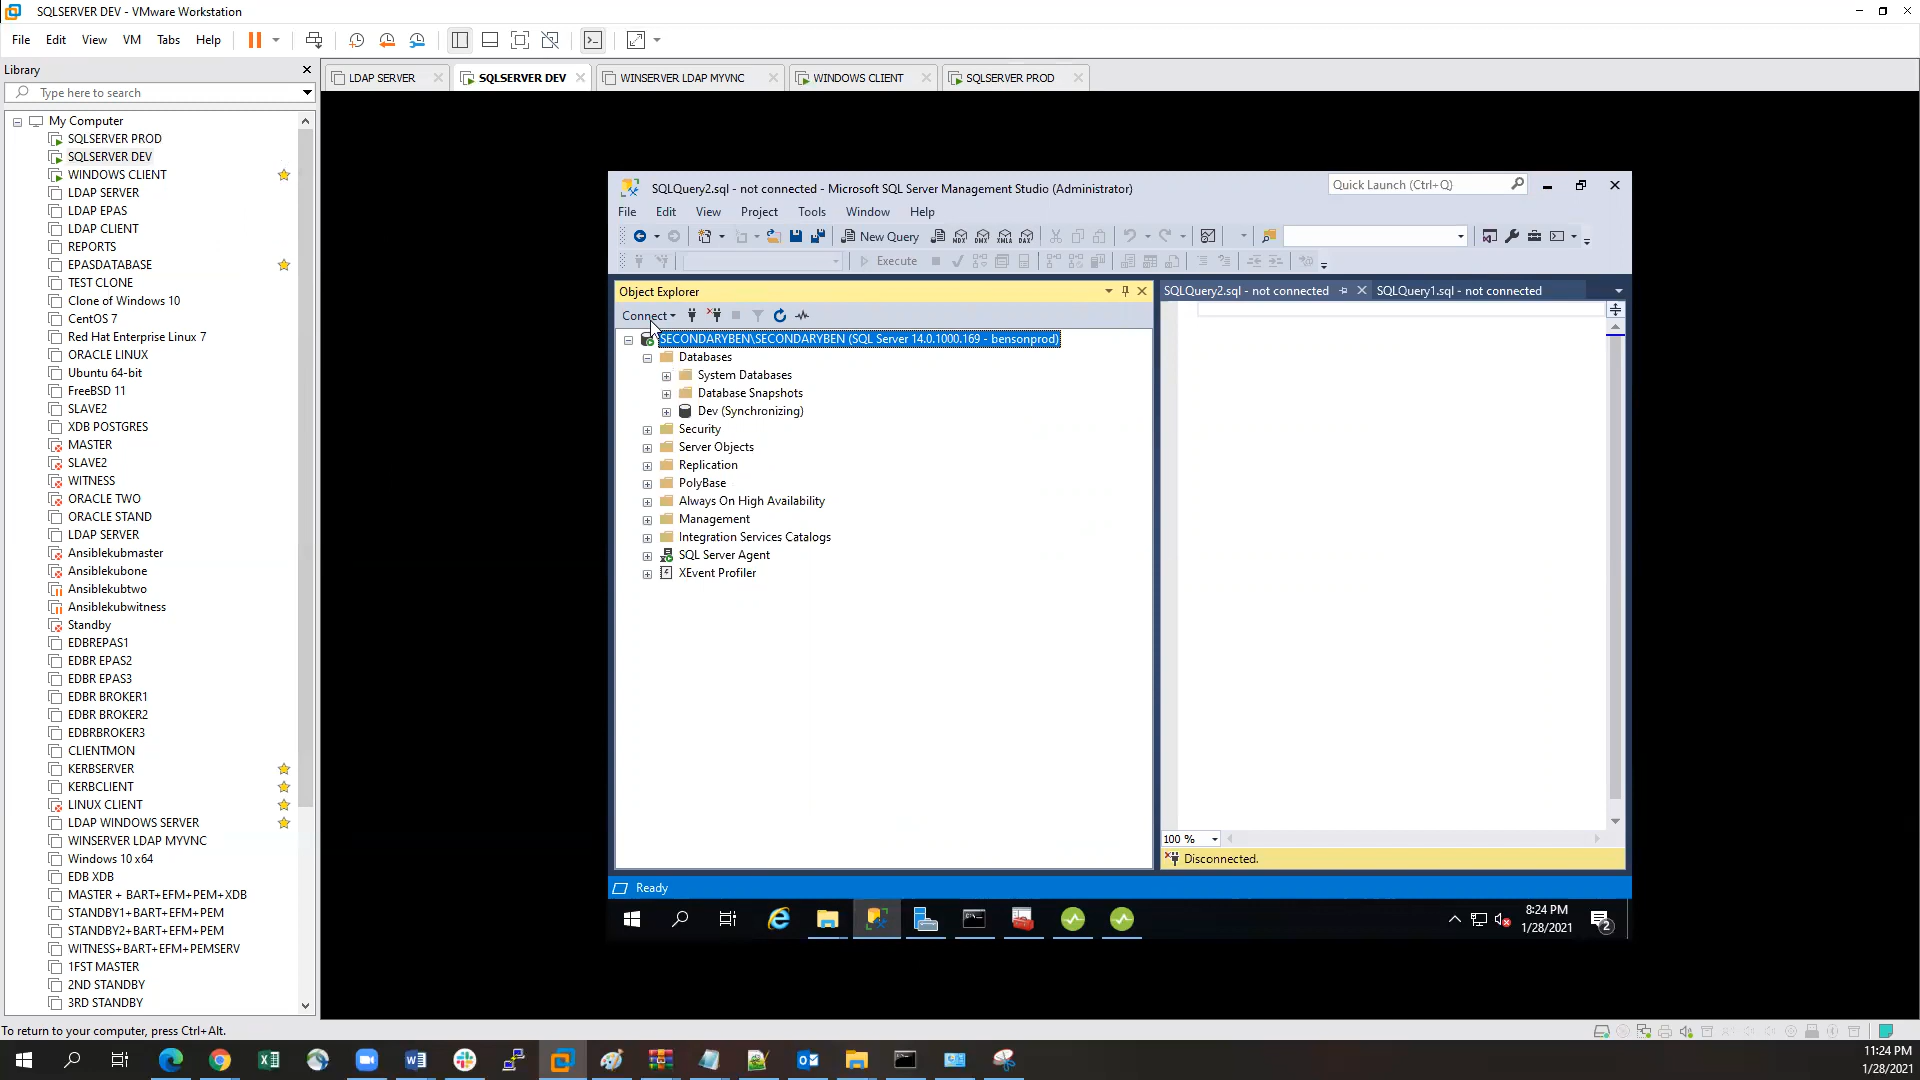 SQLSERVER DEV - VMware Workstation
File Edit View VM Tabs Help
Library
Type here to search
My Computer
SQLSERVER PROD
SQLSERVER DEV
WINDOWS CLIENT
LDAP SERVER
LDAP EPAS
LDAP CLIENT
REPORTS
EPASDATABASE
TEST CLONE
Clone of Windows 10
CentOS 7
Red Hat Enterprise Linux 7
ORACLE LINUX
Ubuntu 64-bit
FreeBSD 11
SLAVE2
XDB POSTGRES
MASTER
SLAVE2
WITNESS
ORACLE TWO
ORACLE STAND
LDAP SERVER
Ansiblekubmaster
Ansiblekubone
Ansiblekubtwo
Ansiblekubwitness
Standby
EDBREPAS1
EDBR EPAS2
EDBR EPAS3
EDBR BROKER1
EDBR BROKER2
EDBRBROKER3
CLIENTMON
KERBSERVER
KERBCLIENT
LINUX CLIENT
LDAP WINDOWS SERVER
WINSERVER LDAP MYVNC
Windows 10 x64
EDB XDB
MASTER + BART+EFM+PEM+XDB
STANDBY1+BART+EFM+PEM
STANDBY2+BART+EFM+PEM
WITNESS+BART+EFM+PEMSERV
1FST MASTER
2ND STANDBY
3RD STANDBY
LDAP SERVER SQLSERVER DEV WINSERVER LDAP MYVNC WINDOWS CLIENT SQLSERVER PROD
SQLQuery2.sql - not connected - Microsoft SQL Server Management Studio (Administrator)
Quick Launch (Ctrl+Q)
File Edit View Project Tools Window Help
New Query MDX DMX XMLA DAX
Execute
Object Explorer
Connect
SECONDARYBEN\SECONDARYBEN (SQL Server 14.0.1000.169 - bensonprod)
Databases
System Databases
Database Snapshots
Dev (Synchronizing)
Security
Server Objects
Replication
PolyBase
Always On High Availability
Management
Integration Services Catalogs
SQL Server Agent
XEvent Profiler
SQLQuery2.sql - not connected SQLQuery1.sql - not connected
100 %
Disconnected.
Ready
8:24 PM
1/28/2021
2
To return to your computer, press Ctrl+Alt.
11:24 PM
1/28/2021